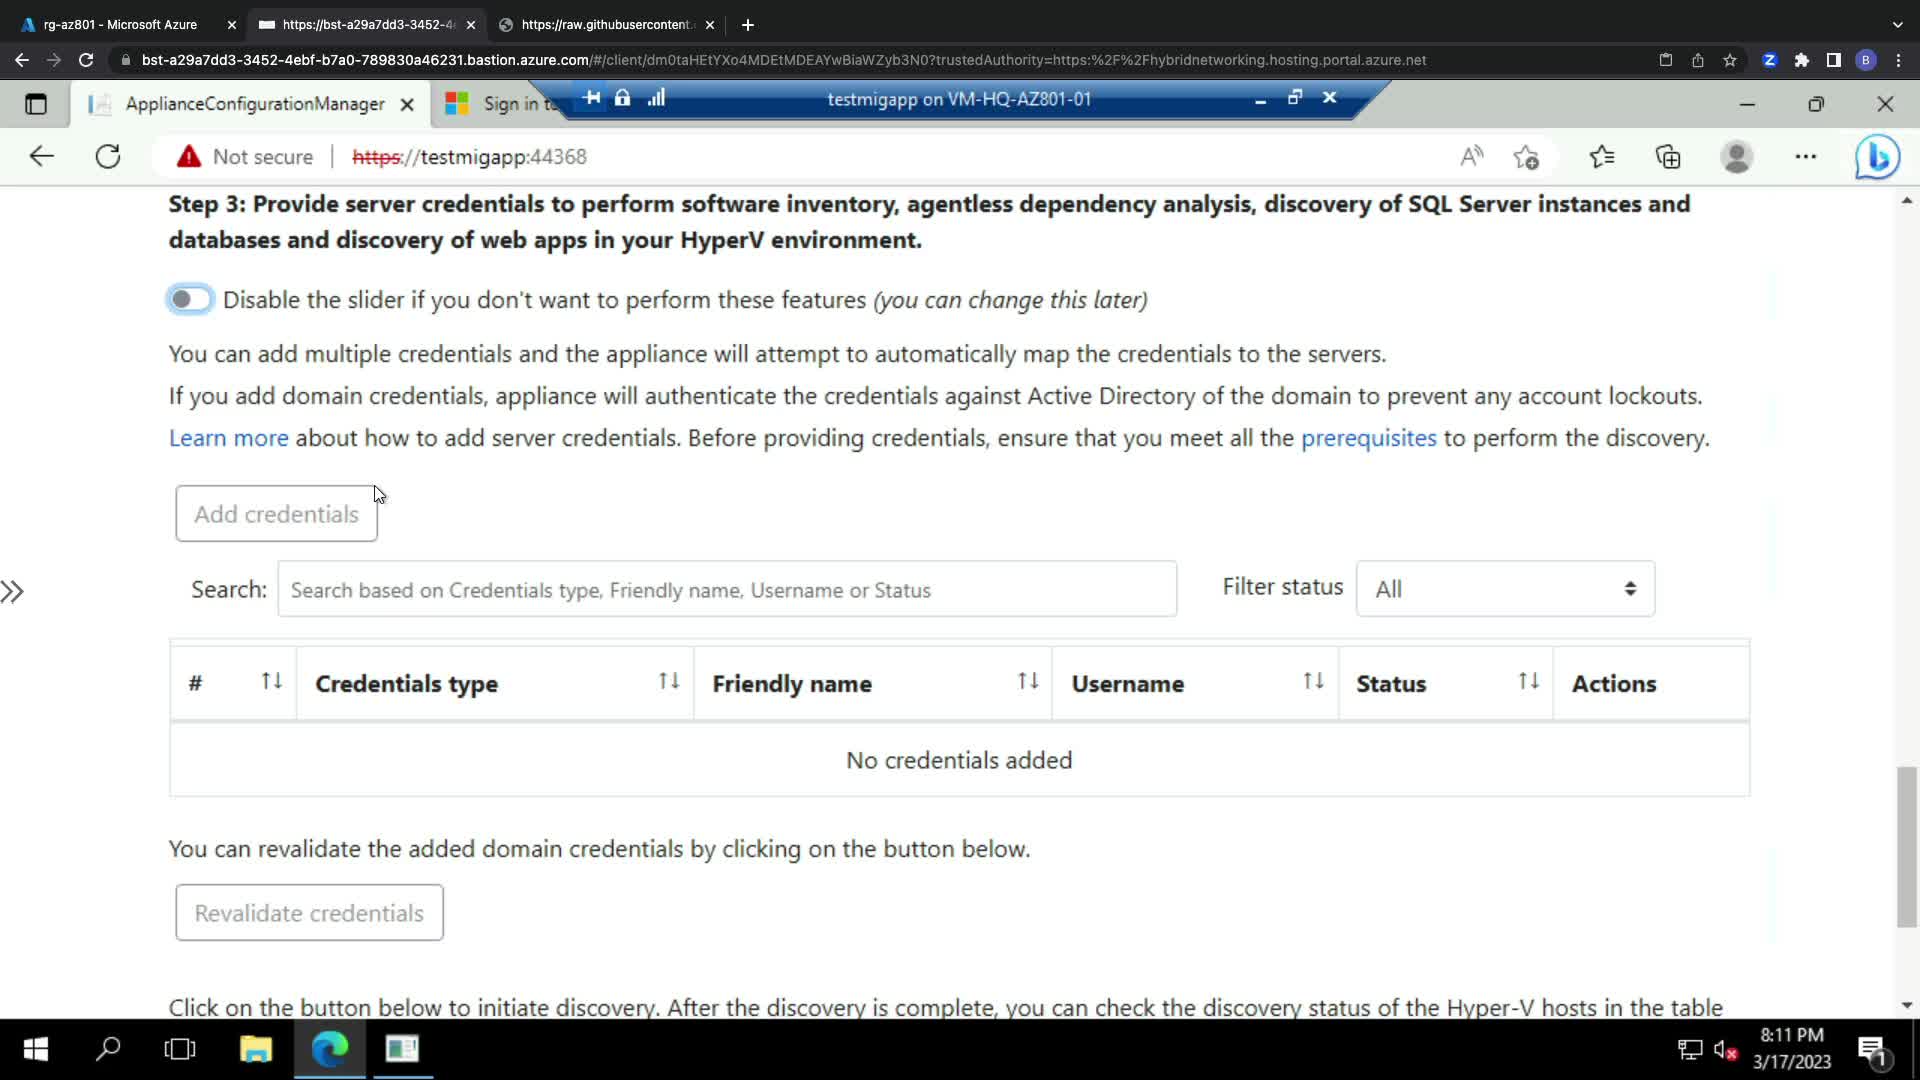 rg-az801 - Microsoft Azure
https://bst-a29a7dd3-3452-4e
https://raw.githubusercontent.
bst-a29a7dd3-3452-4ebf-b7a0-789830a46231.bastion.azure.com/#/client/dm0taHEtYXo4MDEtMDEAYwBiaWZyb3N0?trustedAuthority=https:%2F%2Fhybridnetworking.hosting.portal.azure.net
Z
B
ApplianceConfigurationManager
Sign in to
testmigapp on VM-HQ-AZ801-01
Not secure
https://testmigapp:44368
Step 3: Provide server credentials to perform software inventory, agentless dependency analysis, discovery of SQL Server instances and
databases and discovery of web apps in your HyperV environment.
Disable the slider if you don't want to perform these features (you can change this later)
You can add multiple credentials and the appliance will attempt to automatically map the credentials to the servers.
If you add domain credentials, appliance will authenticate the credentials against Active Directory of the domain to prevent any account lockouts.
Learn more about how to add server credentials. Before providing credentials, ensure that you meet all the prerequisites to perform the discovery.
Add credentials
Search: Search based on Credentials type, Friendly name, Username or Status
Filter status All
# Credentials type Friendly name Username Status Actions
No credentials added
You can revalidate the added domain credentials by clicking on the button below.
Revalidate credentials
Click on the button below to initiate discovery. After the discovery is complete, you can check the discovery status of the Hyper-V hosts in the table
8:11 PM
3/17/2023
1